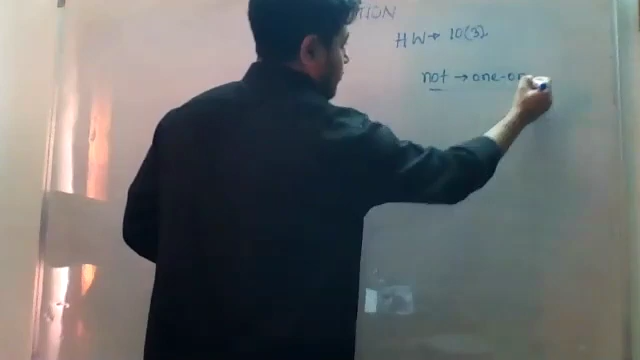 TION
HW → 10(3)
not → one-on